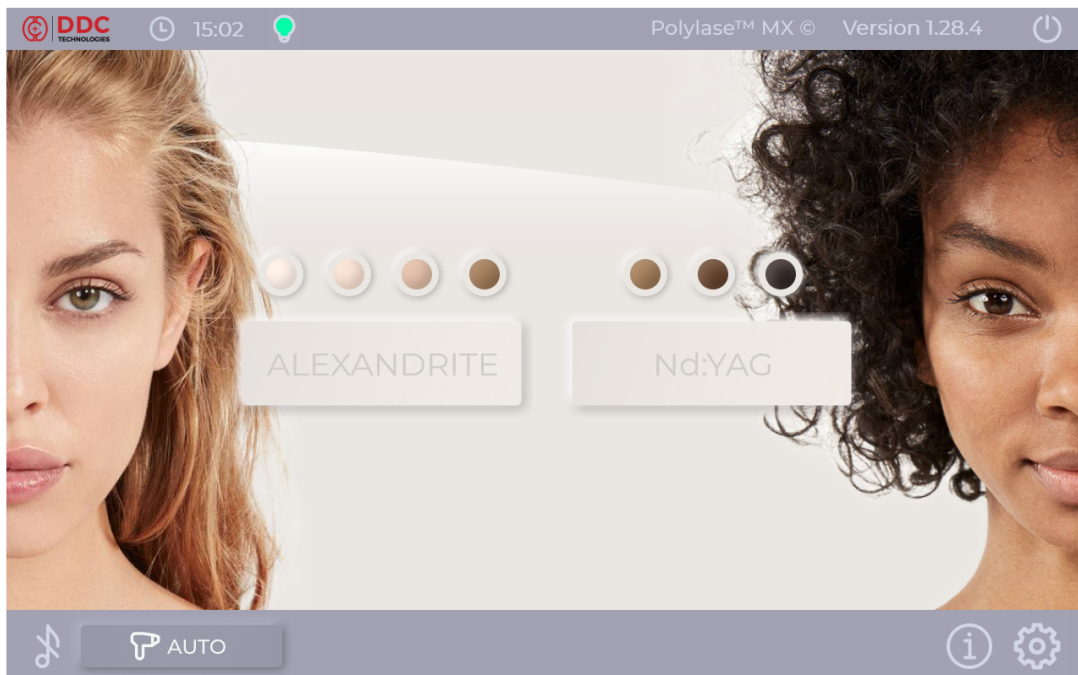 DDC
TECHNOLOGIES
15:02
Polylase™ MX © Version 1.28.4
ALEXANDRITE
Nd:YAG
AUTO
i